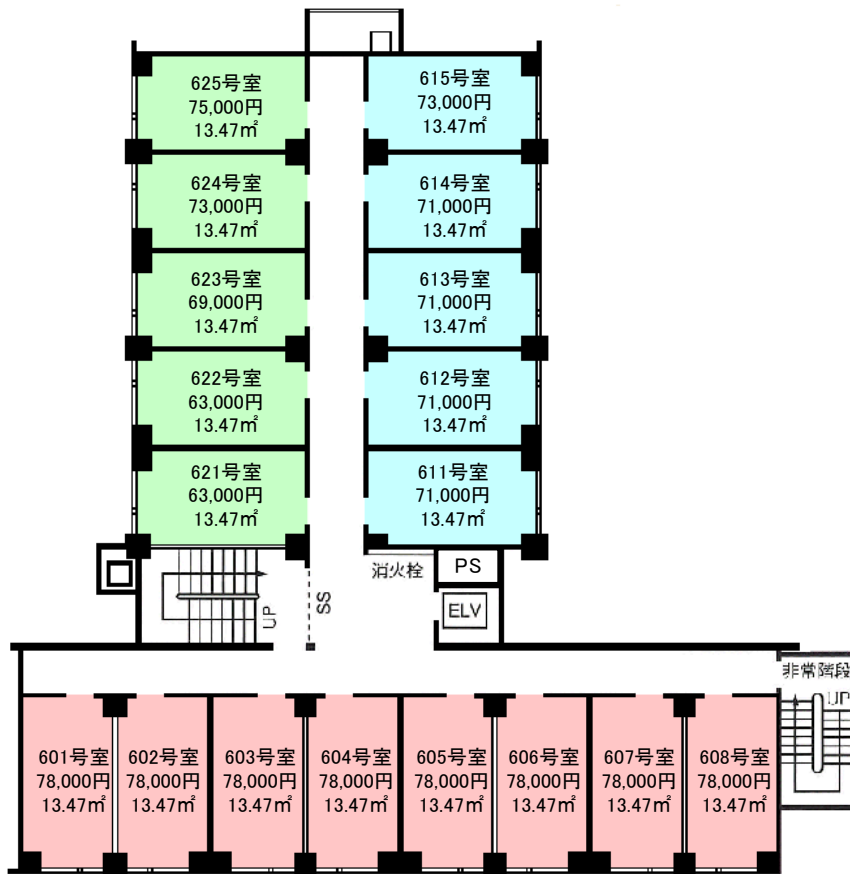 625号室
75,000円
13.47㎡
615号室
73,000円
13.47㎡
624号室
73,000円
13.47㎡
614号室
71,000円
13.47㎡
623号室
69,000円
13.47㎡
613号室
71,000円
13.47㎡
622号室
63,000円
13.47㎡
612号室
71,000円
13.47㎡
621号室
63,000円
13.47㎡
611号室
71,000円
13.47㎡
消火栓
PS
UP
SS
ELV
非常階段
UP
601号室
78,000円
13.47㎡
602号室
78,000円
13.47㎡
603号室
78,000円
13.47㎡
604号室
78,000円
13.47㎡
605号室
78,000円
13.47㎡
606号室
78,000円
13.47㎡
607号室
78,000円
13.47㎡
608号室
78,000円
13.47㎡